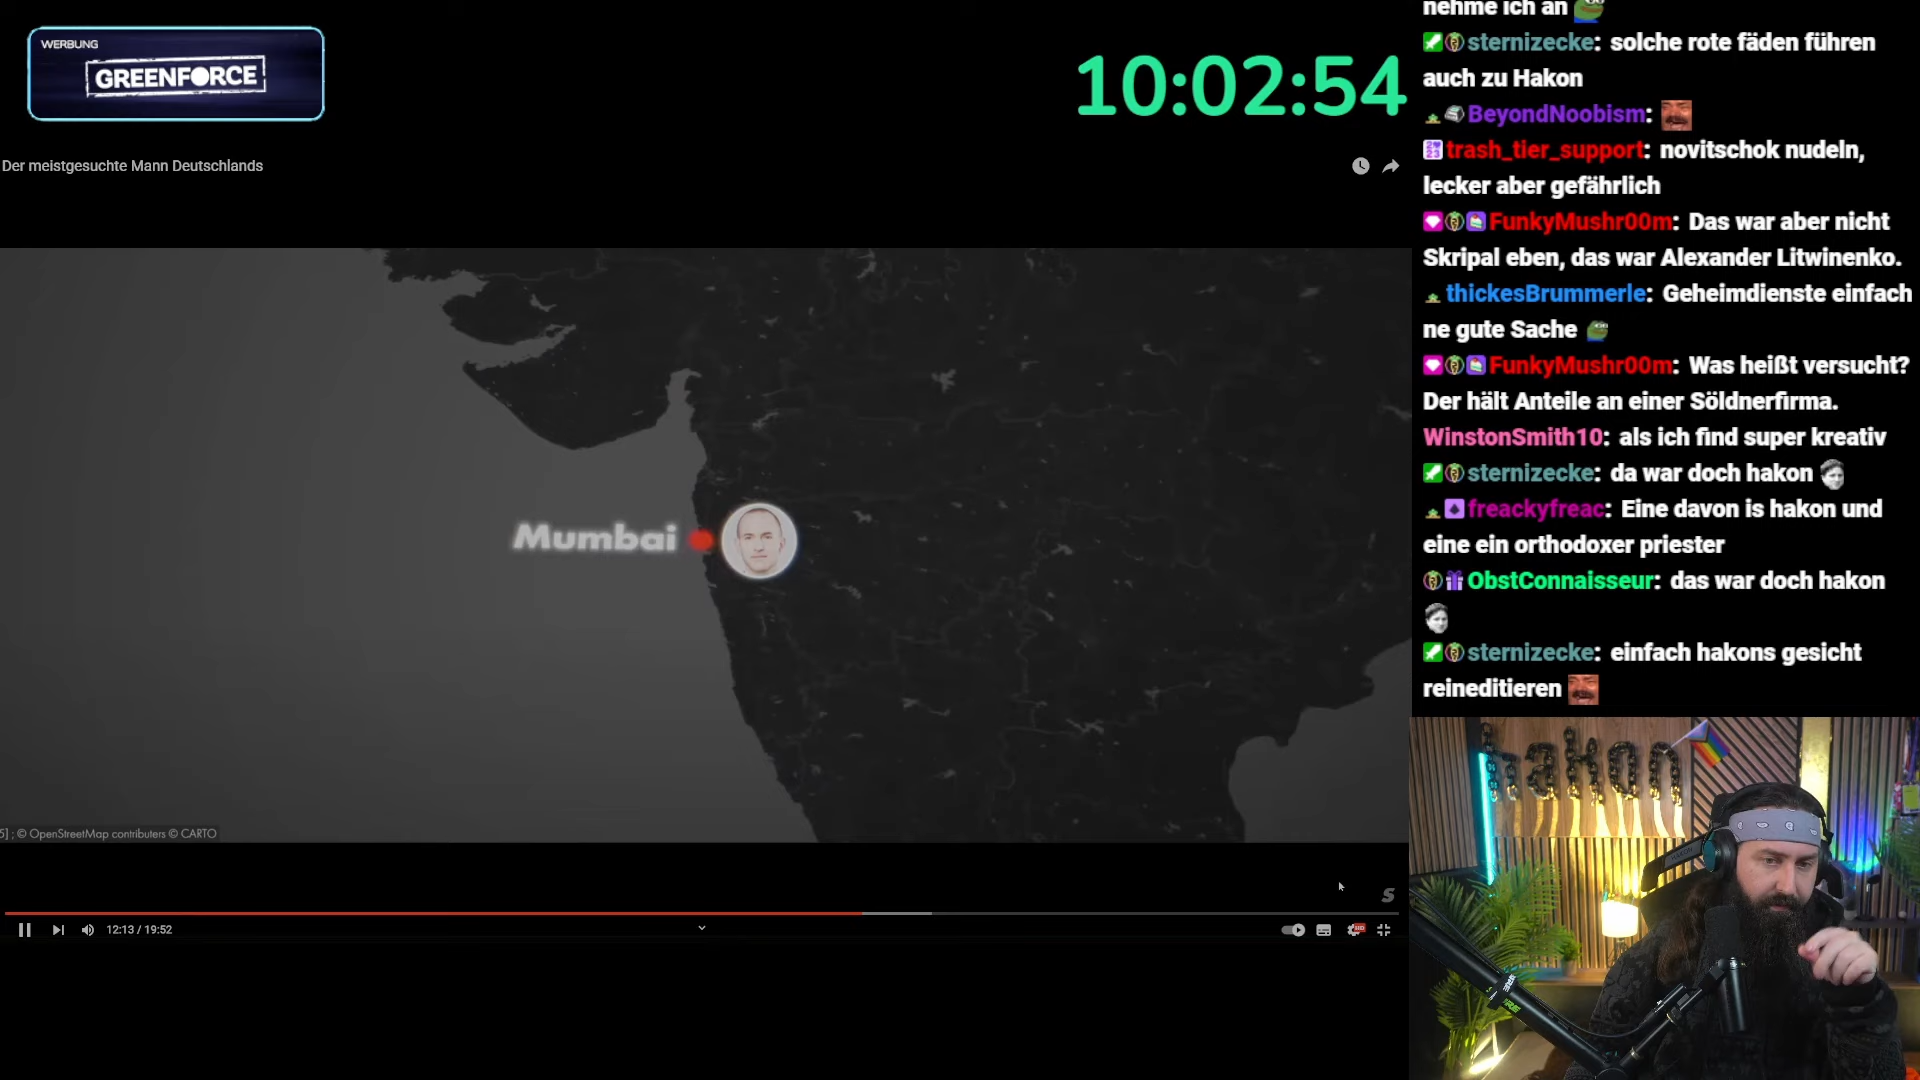 WERBUNG
GREENFORCE
10:02:54
Der meistgesuchte Mann Deutschlands
Mumbai
5] ; © OpenStreetMap contributers © CARTO
S
12:13 / 19:52
nehme ich an
sternizecke: solche rote fäden führen
auch zu Hakon
BeyondNoobism:
trash_tier_support: novitschok nudeln,
lecker aber gefährlich
FunkyMushr00m: Das war aber nicht
Skripal eben, das war Alexander Litwinenko.
thickesBrummerle: Geheimdienste einfach
ne gute Sache
FunkyMushr00m: Was heißt versucht?
Der hält Anteile an einer Söldnerfirma.
WinstonSmith10: als ich find super kreativ
sternizecke: da war doch hakon
freackyfreac: Eine davon is hakon und
eine ein orthodoxer priester
ObstConnaisseur: das war doch hakon
sternizecke: einfach hakons gesicht
reineditieren
hakon